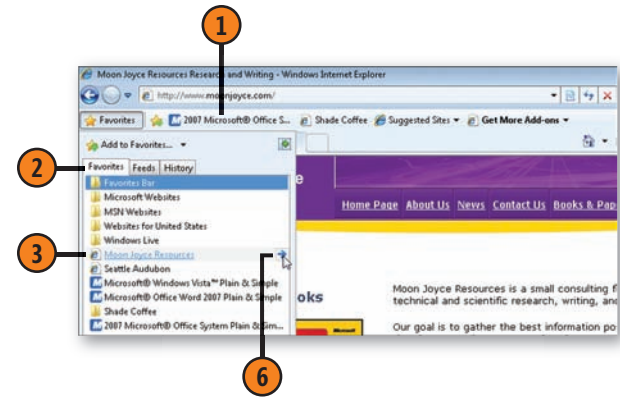 1
Moon Joyce Resources Research and Writing - Windows Internet Explorer
http://www.moonjoyce.com/
Favorites 2007 Microsoft® Office S... Shade Coffee Suggested Sites Get More Add-ons
Add to Favorites...
2
Favorites Feeds History
Favorites Bar
Microsoft Websites
Home Page About Us News Contact Us Books & Pap
MSN Websites
Websites for United States
Windows Live
3
Moon Joyce Resources
Seattle Audubon
Microsoft® Windows Vista™ Plain & Simple
Moon Joyce Resources is a small consulting f
Microsoft® Office Word 2007 Plain & Simple
oks
technical and scientific research, writing, an
Shade Coffee
2007 Microsoft® Office System Plain & Sim...
Our goal is to gather the best information po
6